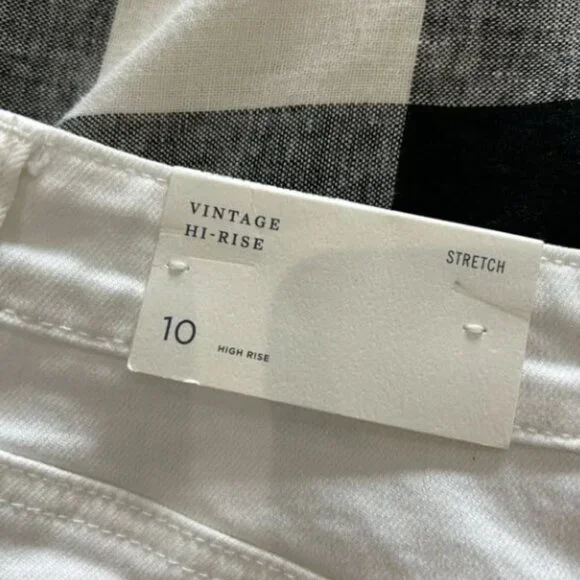 VINTAGE
HI-RISE
STRETCH
10
HIGH RISE